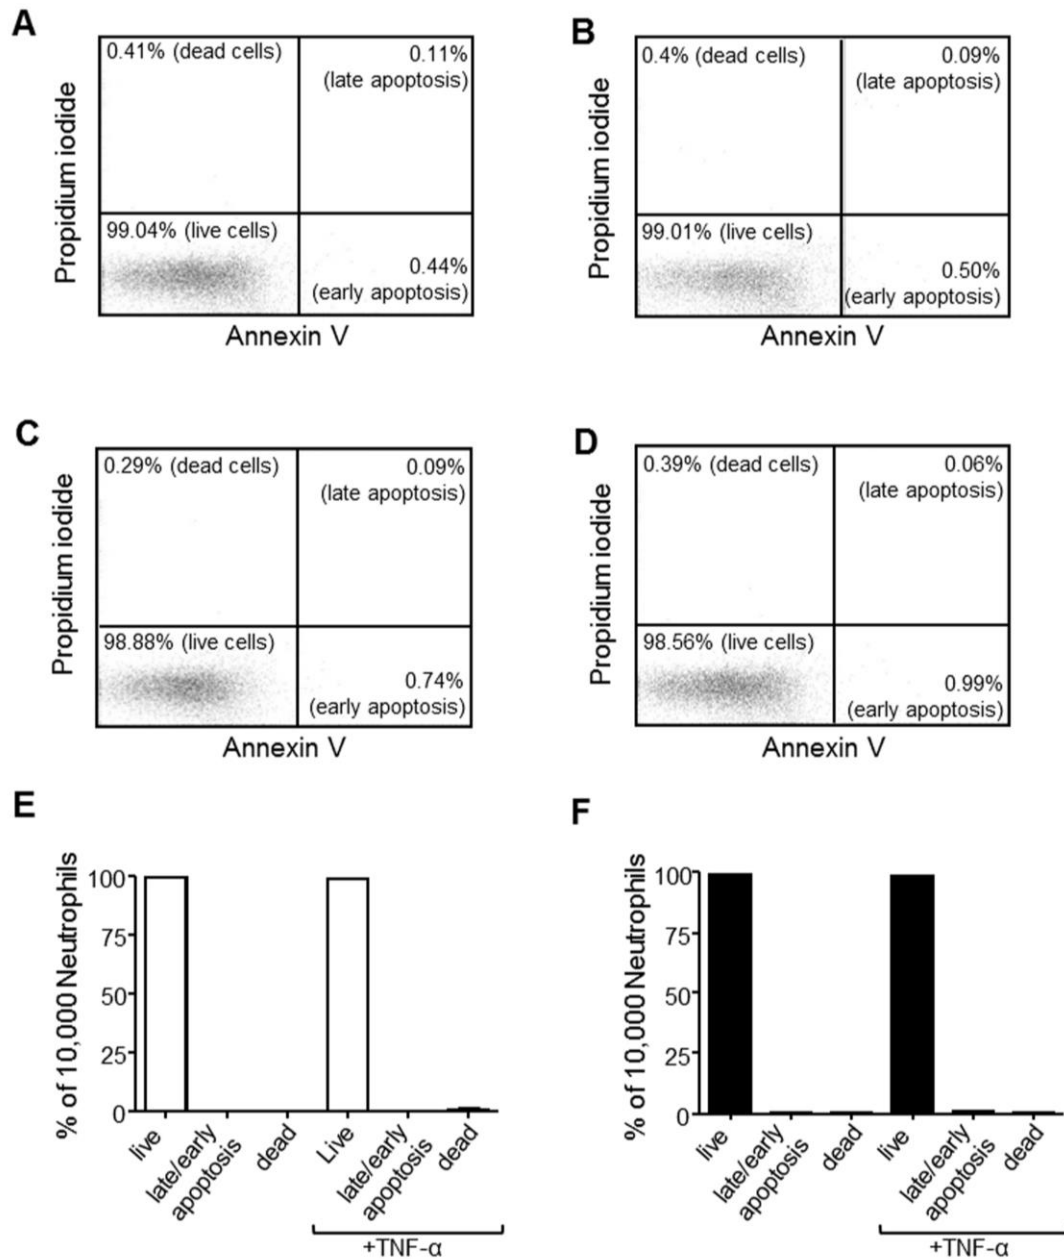 A
0.41% (dead cells)
0.11%
(late apoptosis)
99.04% (live cells)
0.44%
(early apoptosis)
Propidium iodide
Annexin V
B
0.4% (dead cells)
0.09%
(late apoptosis)
99.01% (live cells)
0.50%
(early apoptosis)
Propidium iodide
Annexin V
C
0.29% (dead cells)
0.09%
(late apoptosis)
98.88% (live cells)
0.74%
(early apoptosis)
Propidium iodide
Annexin V
D
0.39% (dead cells)
0.06%
(late apoptosis)
98.56% (live cells)
0.99%
(early apoptosis)
Propidium iodide
Annexin V
E
% of 10,000 Neutrophils
100
75
50
25
0
live
late/early
apoptosis
dead
Live
late/early
apoptosis
dead
+TNF-α
F
% of 10,000 Neutrophils
100
75
50
25
0
live
late/early
apoptosis
dead
live
late/early
apoptosis
dead
+TNF-α